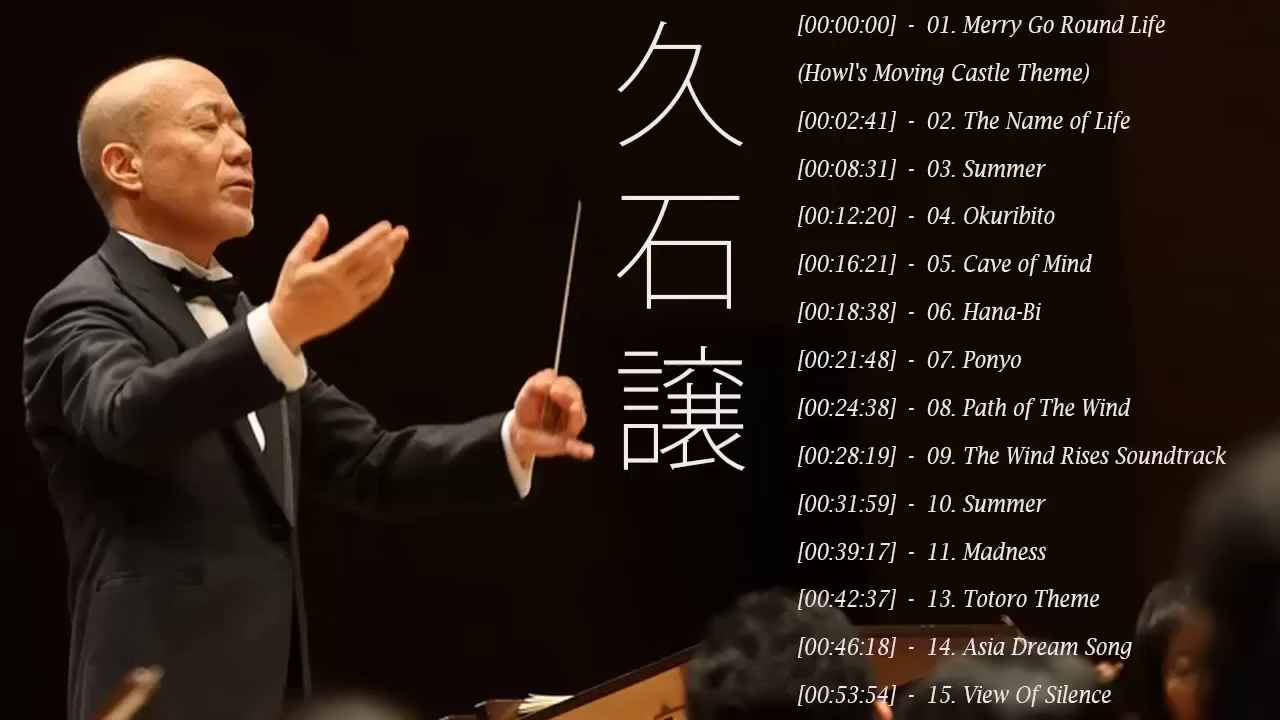 久石譲
[00:00:00] - 01. Merry Go Round Life
(Howl's Moving Castle Theme)
[00:02:41] - 02. The Name of Life
[00:08:31] - 03. Summer
[00:12:20] - 04. Okuribito
[00:16:21] - 05. Cave of Mind
[00:18:38] - 06. Hana-Bi
[00:21:48] - 07. Ponyo
[00:24:38] - 08. Path of The Wind
[00:28:19] - 09. The Wind Rises Soundtrack
[00:31:59] - 10. Summer
[00:39:17] - 11. Madness
[00:42:37] - 13. Totoro Theme
[00:46:18] - 14. Asia Dream Song
[00:53:54] - 15. View Of Silence